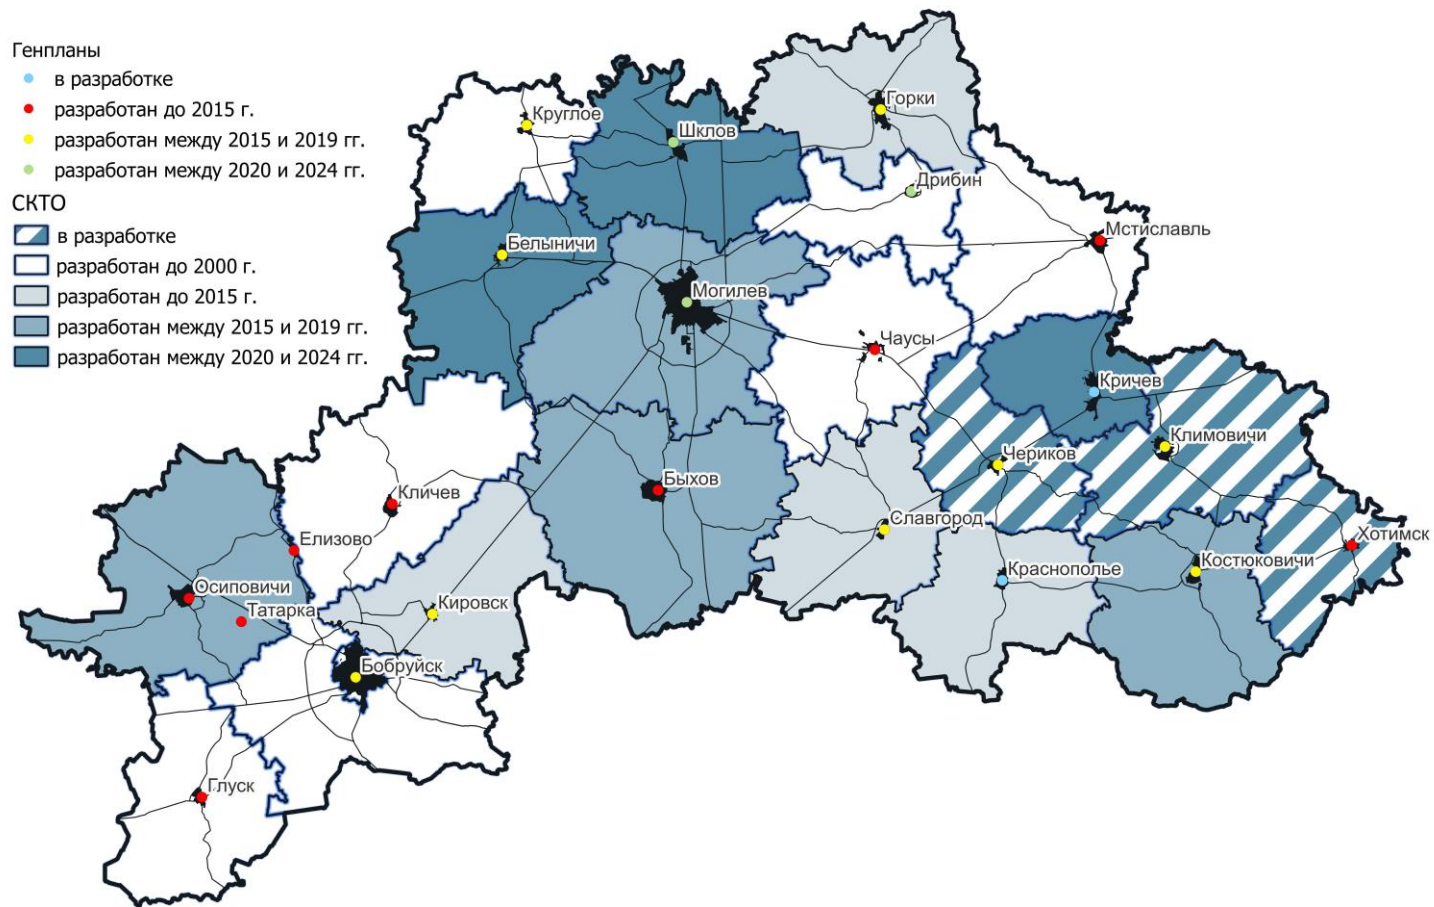 Генпланы
в разработке
разработан до 2015 г.
разработан между 2015 и 2019 гг.
разработан между 2020 и 2024 гг.
СКТО
в разработке
разработан до 2000 г.
разработан до 2015 г.
разработан между 2015 и 2019 гг.
разработан между 2020 и 2024 гг.
Горки
Круглое
Шклов
Дрибин
Мстиславль
Белыничи
Могилев
Чаусы
Кричев
Климовичи
Чериков
Быхов
Кличев
Славгород
Елизово
Хотимск
Костюковичи
Краснополье
Осиповичи
Татарка
Кировск
Бобруйск
Глуск